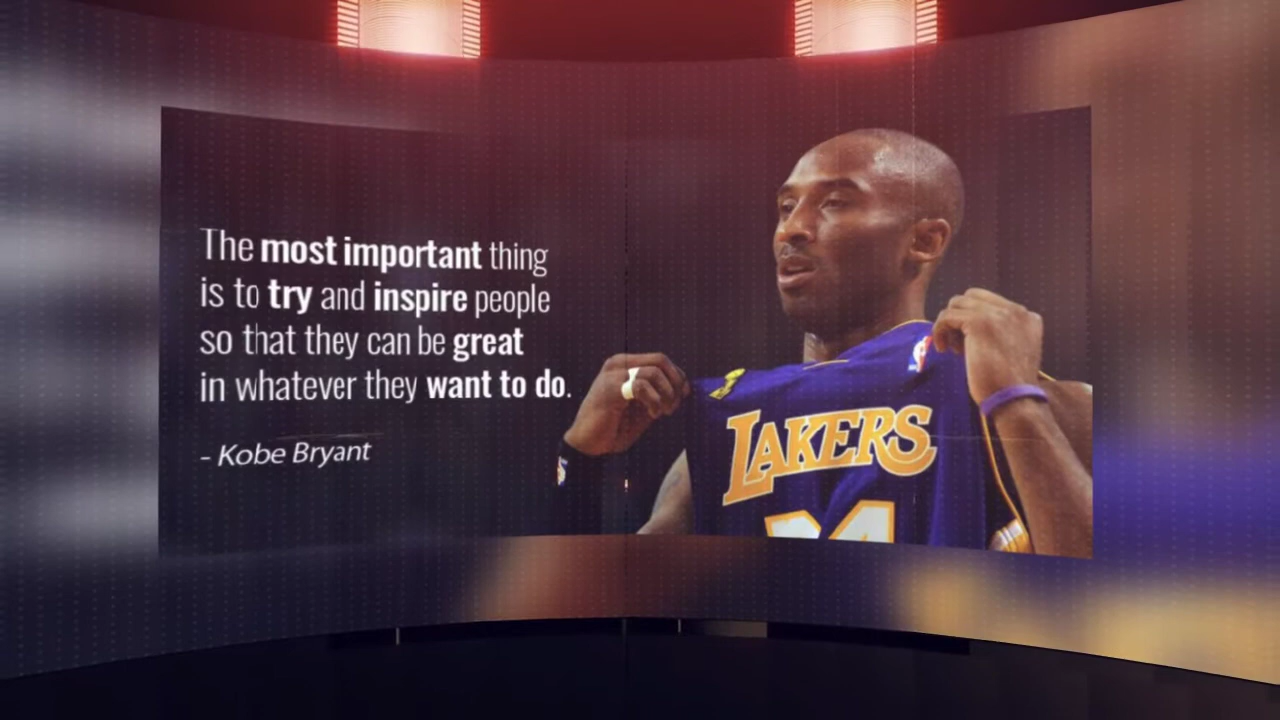 The most important thing
is to try and inspire people
so that they can be great
in whatever they want to do.
- Kobe Bryant
LAKERS
24